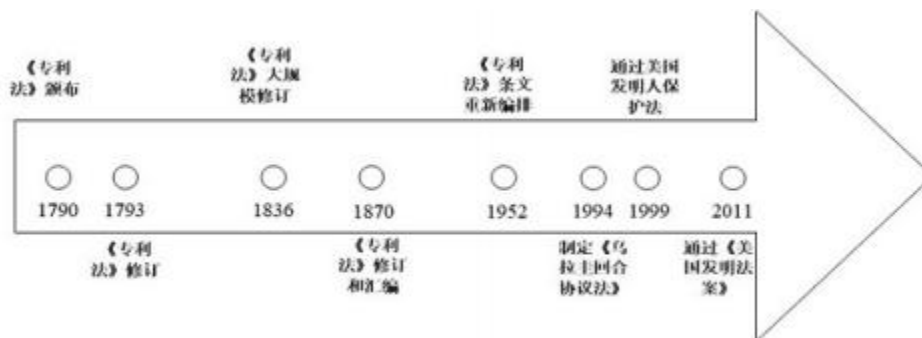 《专利
法》颁布
《专利
法》大规
模修订
《专利
法》条文
重新编排
通过美国
发明人保
护法
1790
1793
1836
1870
1952
1994
1999
2011
《专利
法》修订
《专利
法》修订
和汇编
制定《乌
拉圭回合
协议法》
通过《美
国发明法
案》